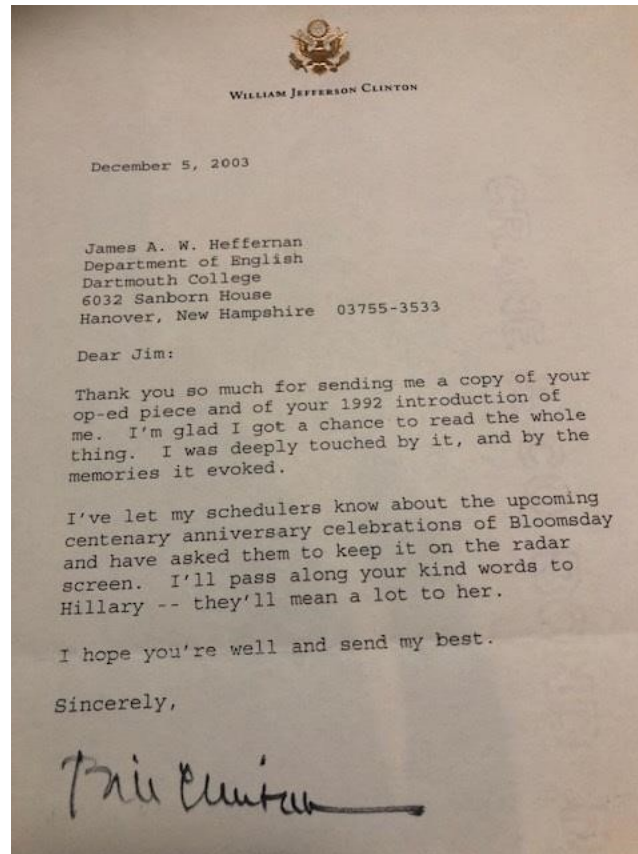 WILLIAM JEFFERSON CLINTON
December 5, 2003
James A. W. Heffernan
Department of English
Dartmouth College
6032 Sanborn House
Hanover, New Hampshire 03755-3533
Dear Jim:
Thank you so much for sending me a copy of your
op-ed piece and of your 1992 introduction of
me. I'm glad I got a chance to read the whole
thing. I was deeply touched by it, and by the
memories it evoked.
I've let my schedulers know about the upcoming
centenary anniversary celebrations of Bloomsday
and have asked them to keep it on the radar
screen. I'll pass along your kind words to
Hillary -- they'll mean a lot to her.
I hope you're well and send my best.
Sincerely,
Bill Clinton